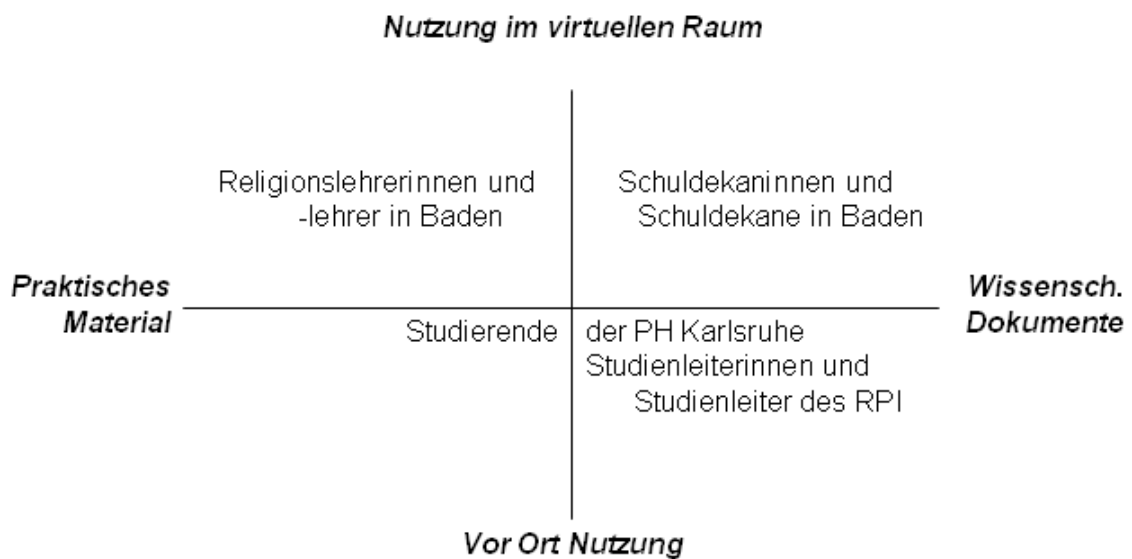 Nutzung im virtuellen Raum
Religionslehrerinnen und
-lehrer in Baden
Schuldekaninnen und
Schuldekane in Baden
Praktisches
Material
Wissensch.
Dokumente
Studierende der PH Karlsruhe
Studienleiterinnen und
Studienleiter des RPI
Vor Ort Nutzung